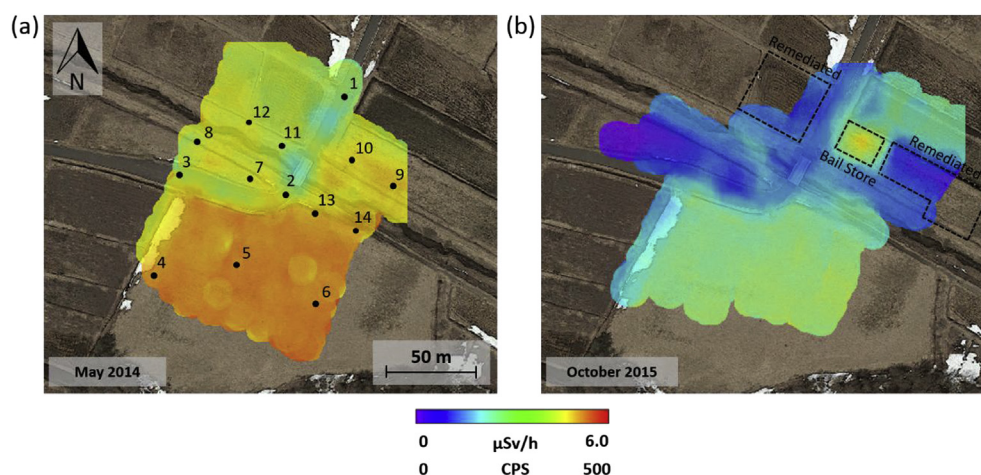 (a)
(b)
N
1
12
11
8
10
3
7
2
9
13
14
5
4
6
May 2014
50 m
Remediated
Remediated
Bail Store
October 2015
0 µSv/h 6.0
0 CPS 500